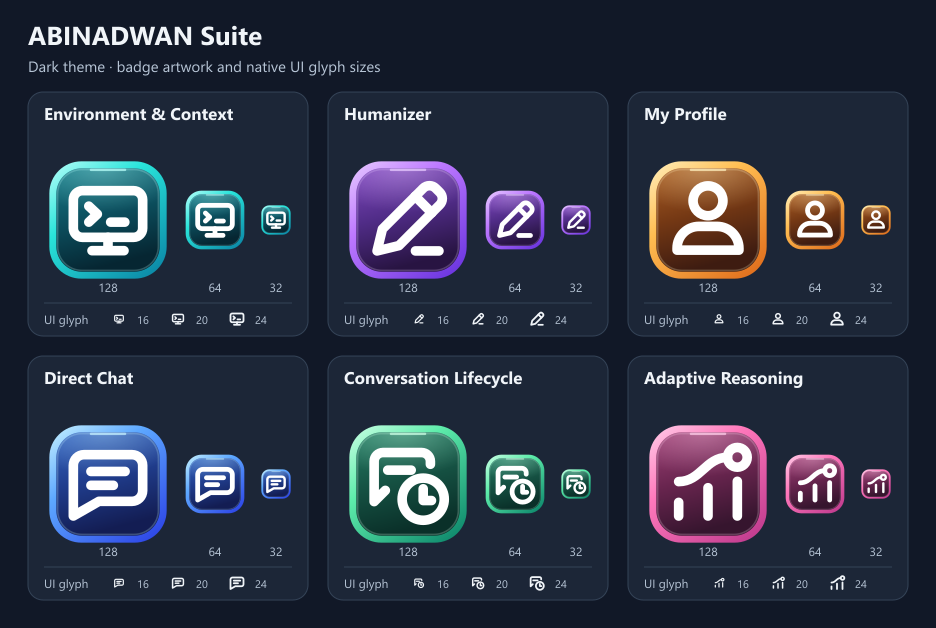 ABINADWAN Suite
Dark theme · badge artwork and native UI glyph sizes
Environment & Context
128 64 32
UI glyph 16 20 24
Humanizer
128 64 32
UI glyph 16 20 24
My Profile
128 64 32
UI glyph 16 20 24
Direct Chat
128 64 32
UI glyph 16 20 24
Conversation Lifecycle
128 64 32
UI glyph 16 20 24
Adaptive Reasoning
128 64 32
UI glyph 16 20 24